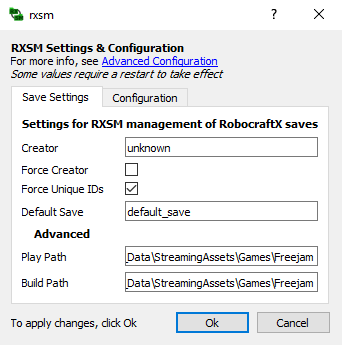 rxsm
?
RXSM Settings & Configuration
For more info, see Advanced Configuration
Some values require a restart to take effect
Save Settings Configuration
Settings for RXSM management of RobocraftX saves
Creator unknown
Force Creator
Force Unique IDs
Default Save default_save
Advanced
Play Path _Data\StreamingAssets\Games\Freejam
Build Path _Data\StreamingAssets\Games\Freejam
To apply changes, click Ok Ok Cancel